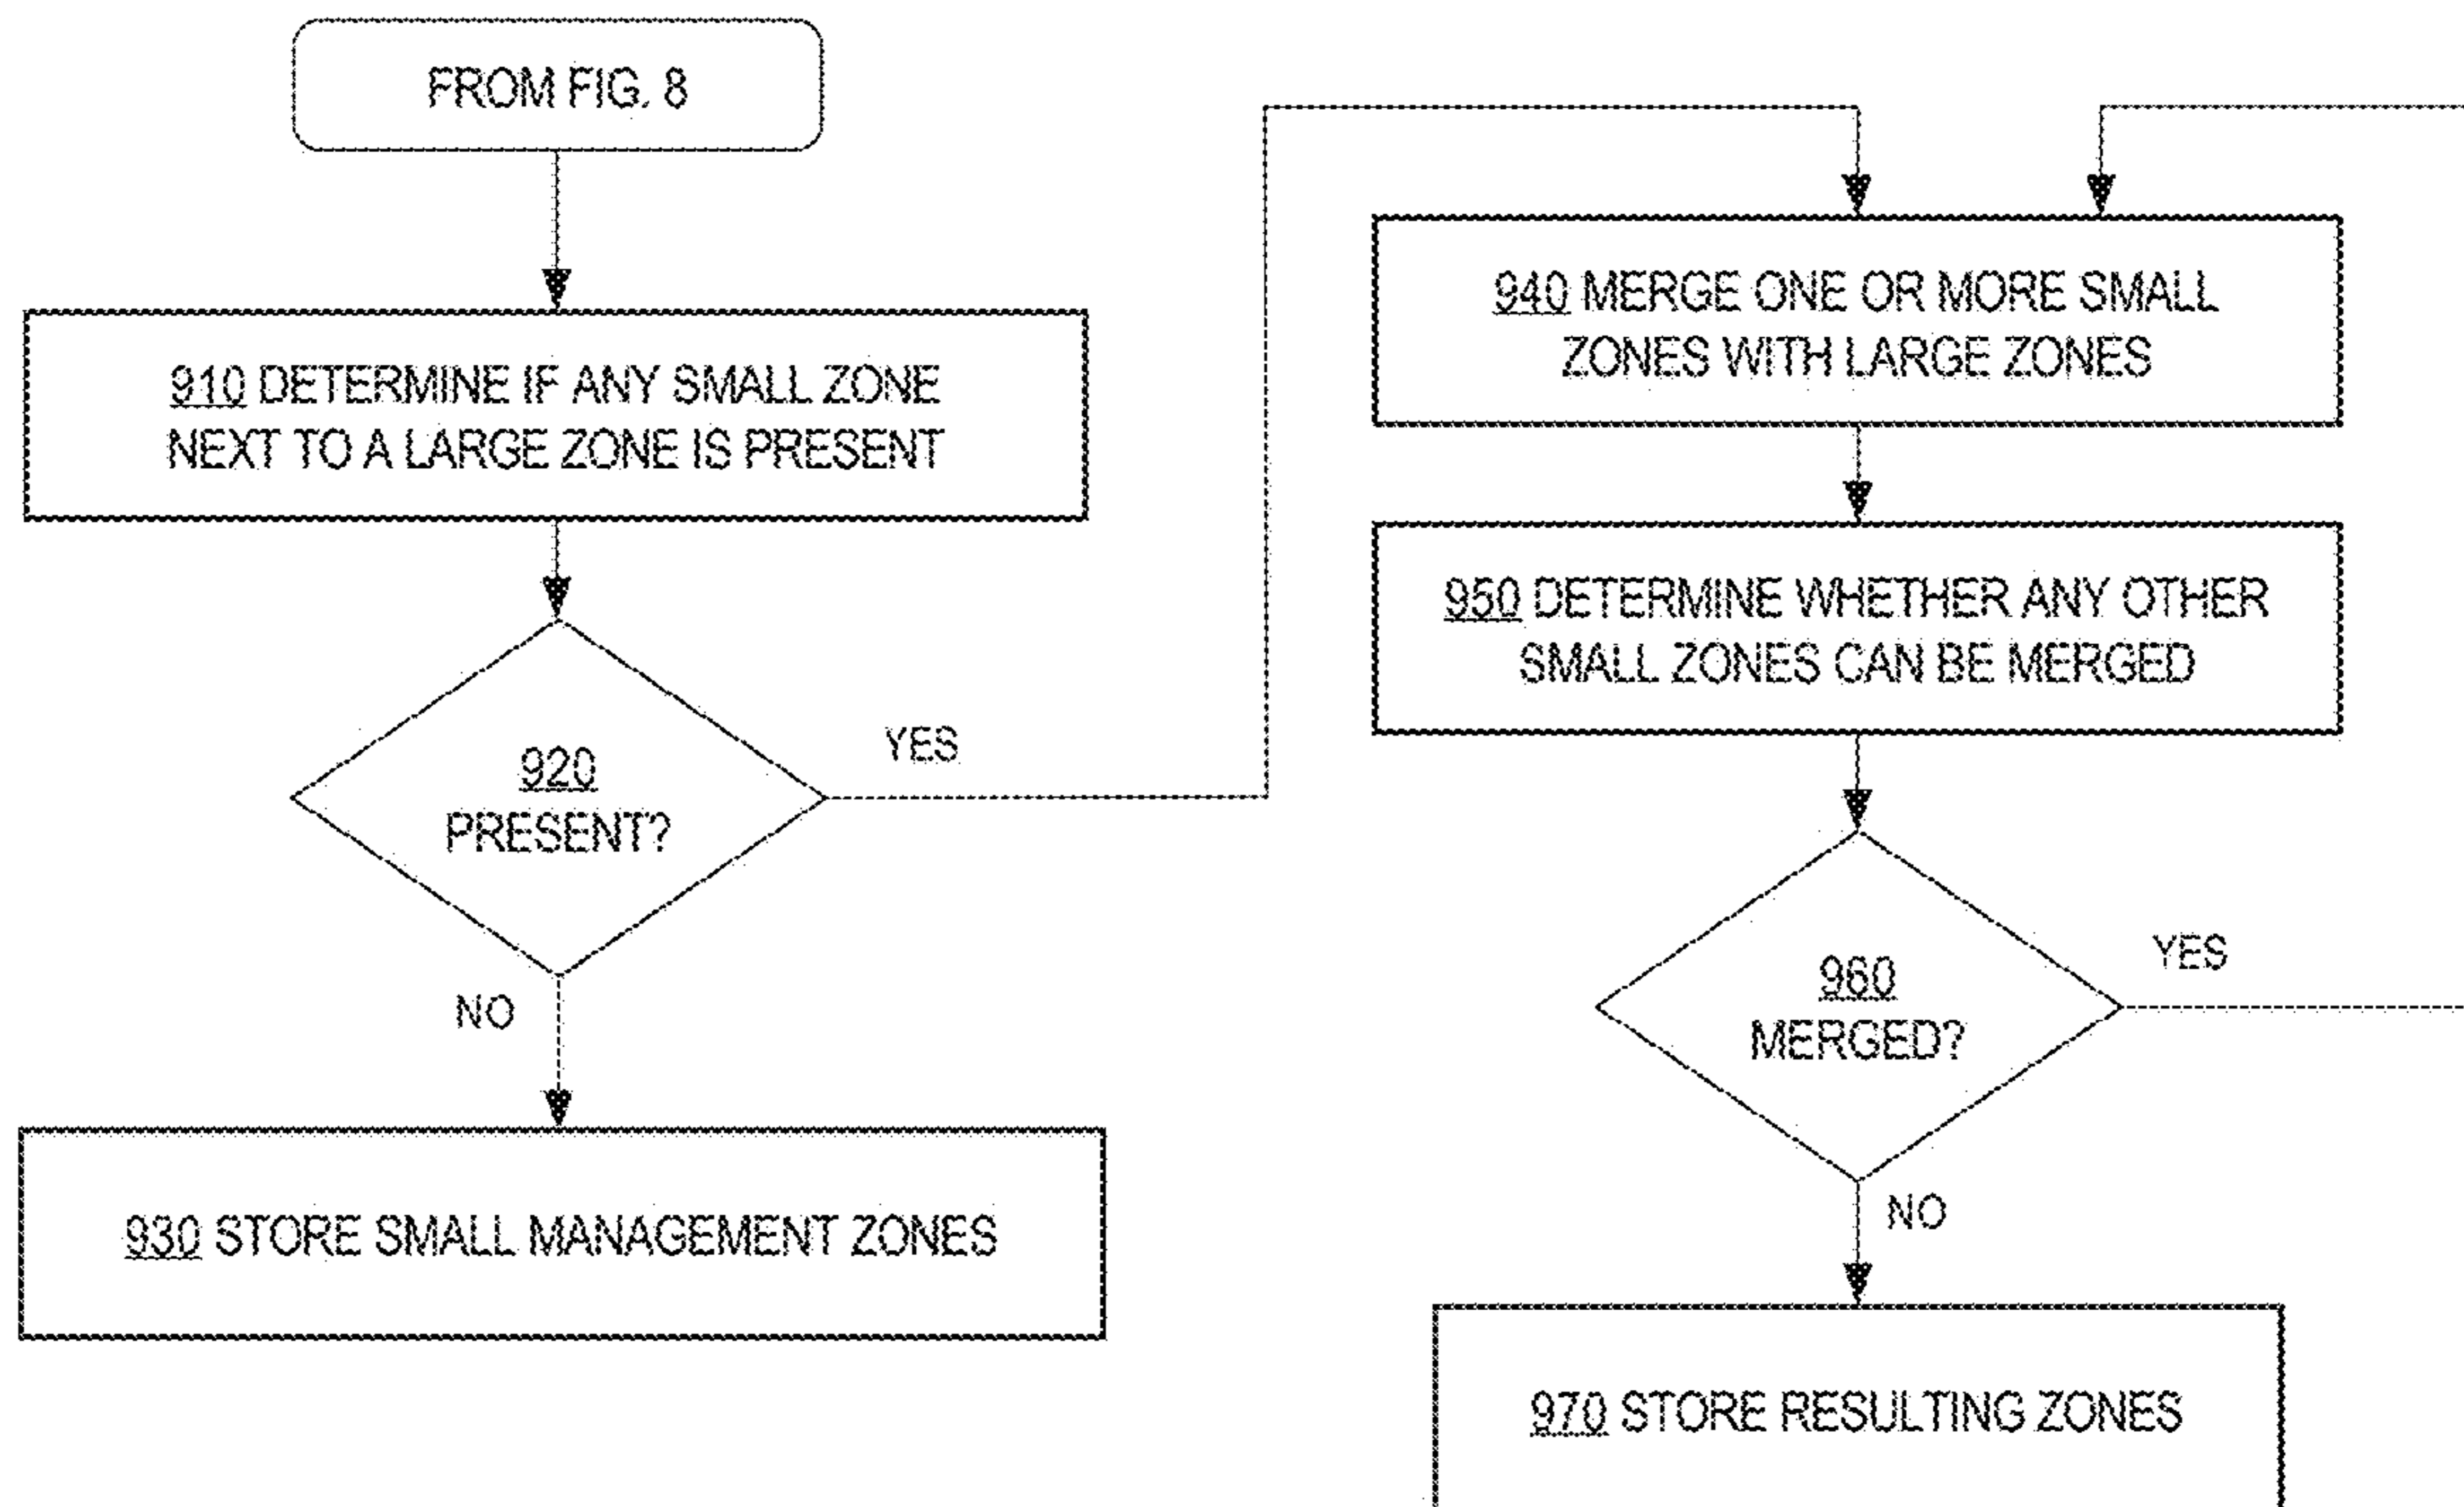 FROM FIG. 8
910 DETERMINE IF ANY SMALL ZONE
NEXT TO A LARGE ZONE IS PRESENT
920
PRESENT?
YES
NO
930 STORE SMALL MANAGEMENT ZONES
940 MERGE ONE OR MORE SMALL
ZONES WITH LARGE ZONES
950 DETERMINE WHETHER ANY OTHER
SMALL ZONES CAN BE MERGED
960
MERGED?
YES
NO
970 STORE RESULTING ZONES